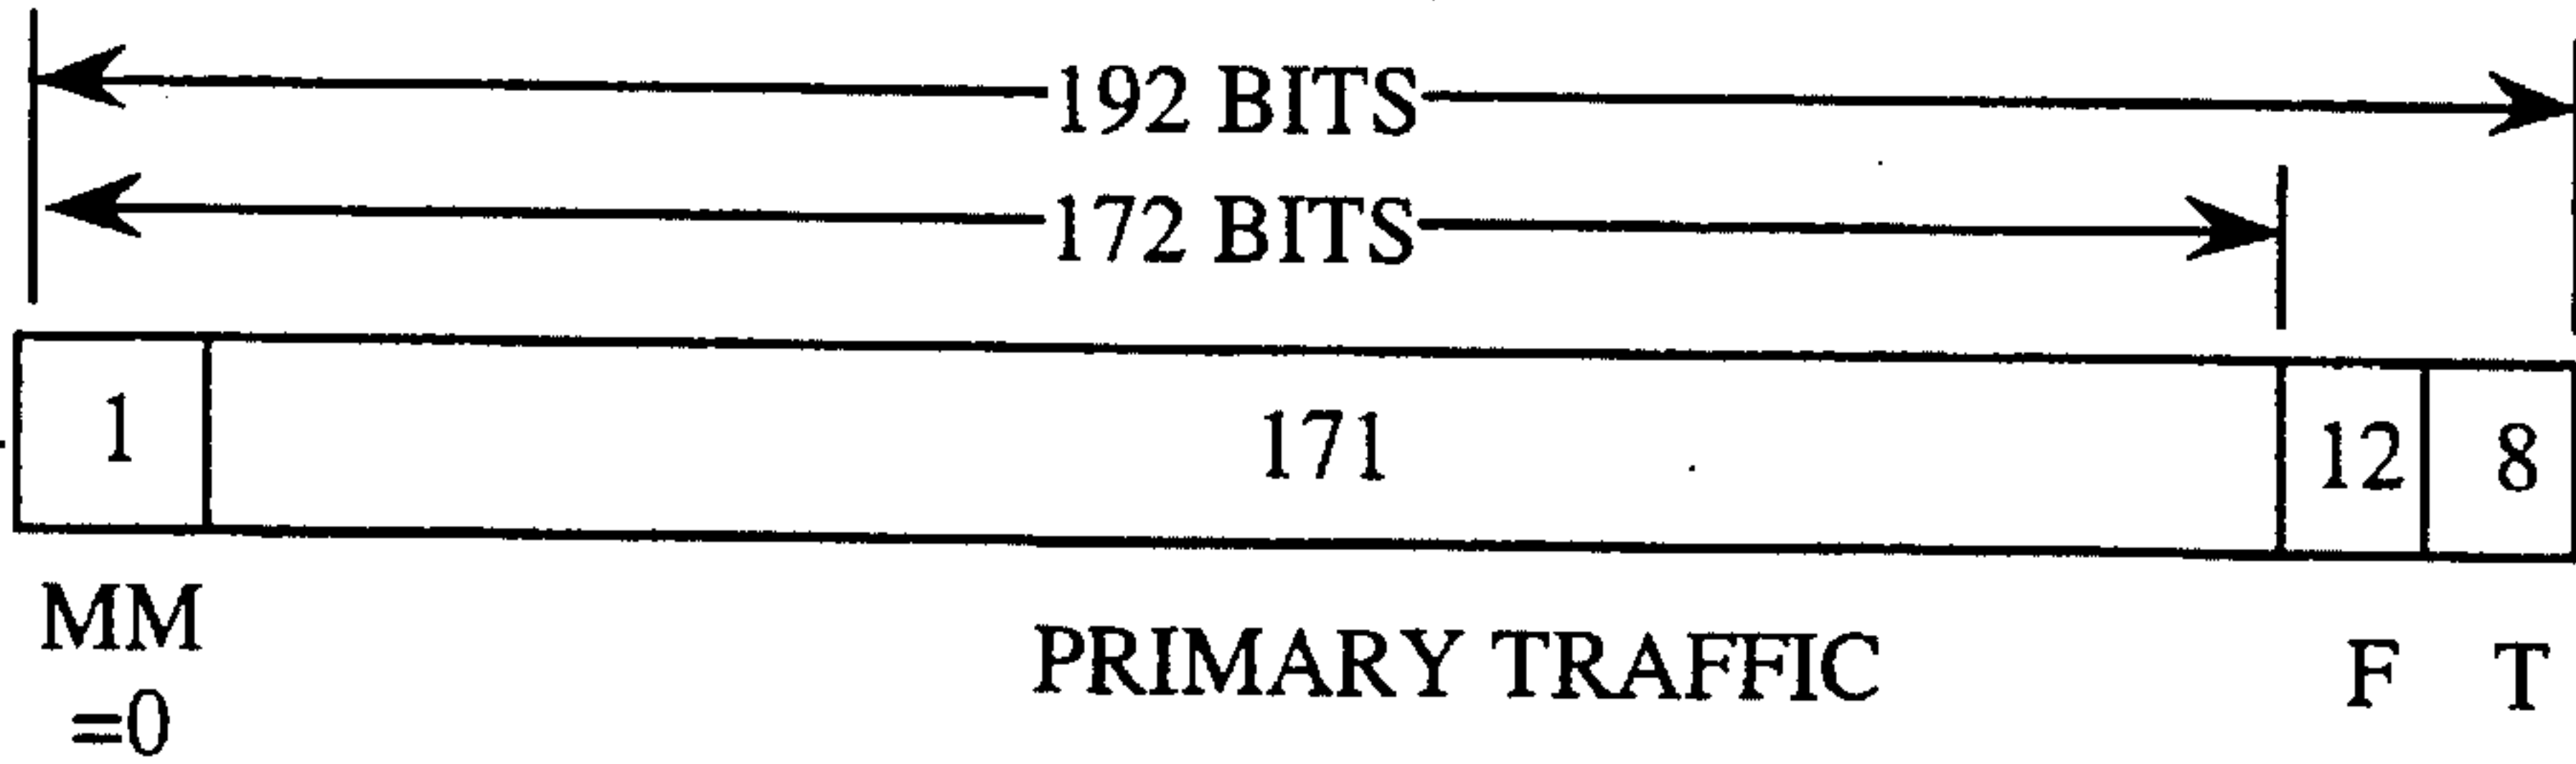 192 BITS
172 BITS
1 171 12 8
MM PRIMARY TRAFFIC F T
=0